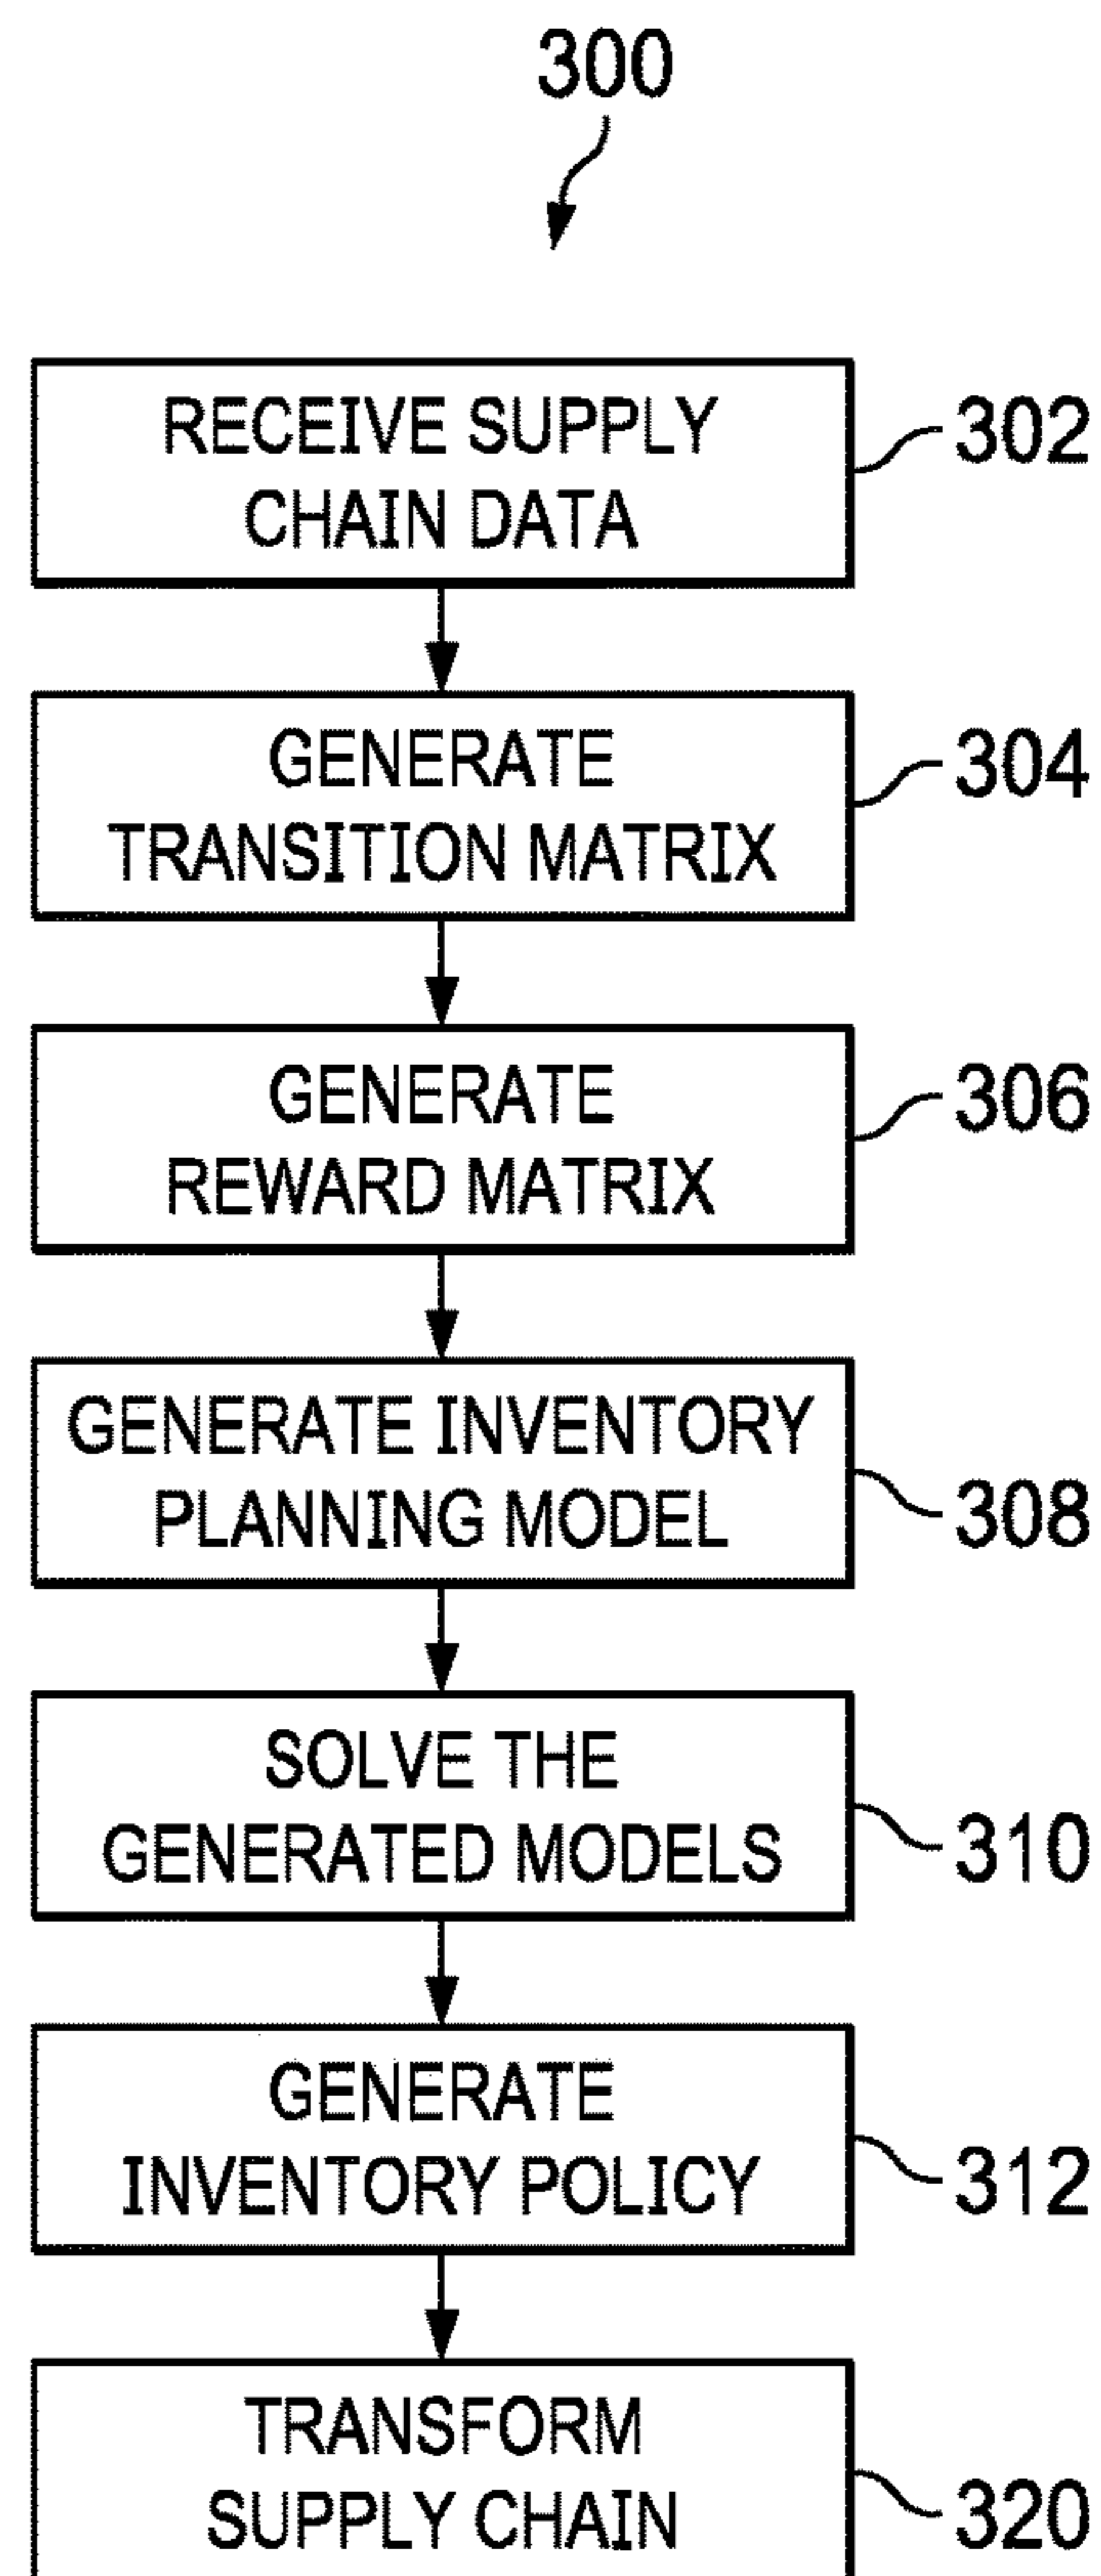 300
RECEIVE SUPPLY
CHAIN DATA
302
GENERATE
TRANSITION MATRIX
304
GENERATE
REWARD MATRIX
306
GENERATE INVENTORY
PLANNING MODEL
308
SOLVE THE
GENERATED MODELS
310
GENERATE
INVENTORY POLICY
312
TRANSFORM
SUPPLY CHAIN
320